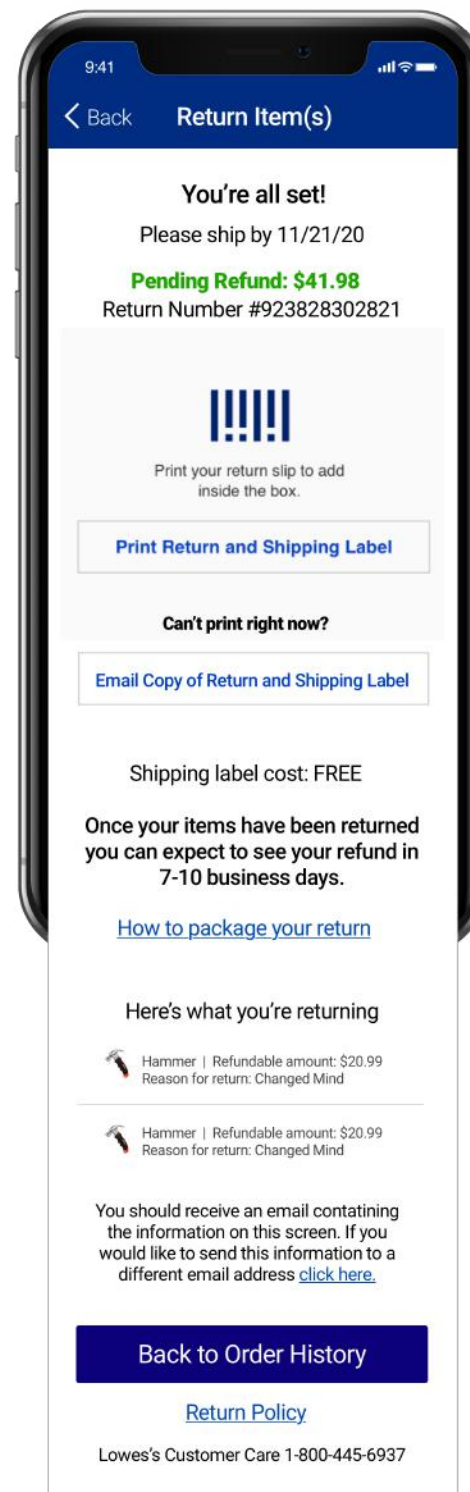 9:41
Back Return Item(s)
You're all set!
Please ship by 11/21/20
Pending Refund: $41.98
Return Number #923828302821
Print your return slip to add
inside the box.
Print Return and Shipping Label
Can't print right now?
Email Copy of Return and Shipping Label
Shipping label cost: FREE
Once your items have been returned
you can expect to see your refund in
7-10 business days.
How to package your return
Here's what you're returning
Hammer | Refundable amount: $20.99
Reason for return: Changed Mind
Hammer | Refundable amount: $20.99
Reason for return: Changed Mind
You should receive an email contatining
the information on this screen. If you
would like to send this information to a
different email address click here.
Back to Order History
Return Policy
Lowes's Customer Care 1-800-445-6937